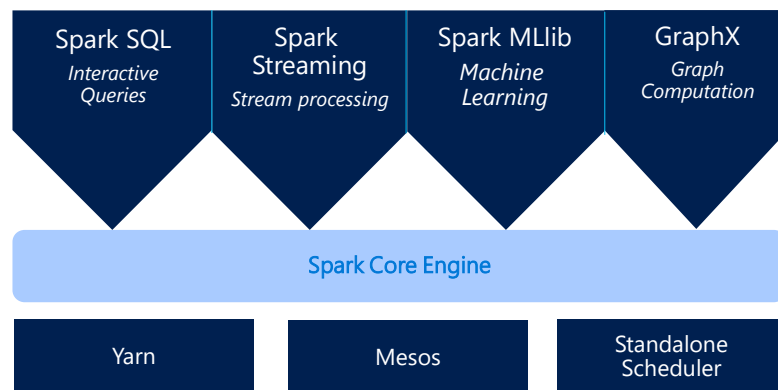 Spark SQL
Interactive
Queries
Spark
Streaming
Stream processing
Spark MLlib
Machine
Learning
GraphX
Graph
Computation
Spark Core Engine
Yarn
Mesos
Standalone
Scheduler